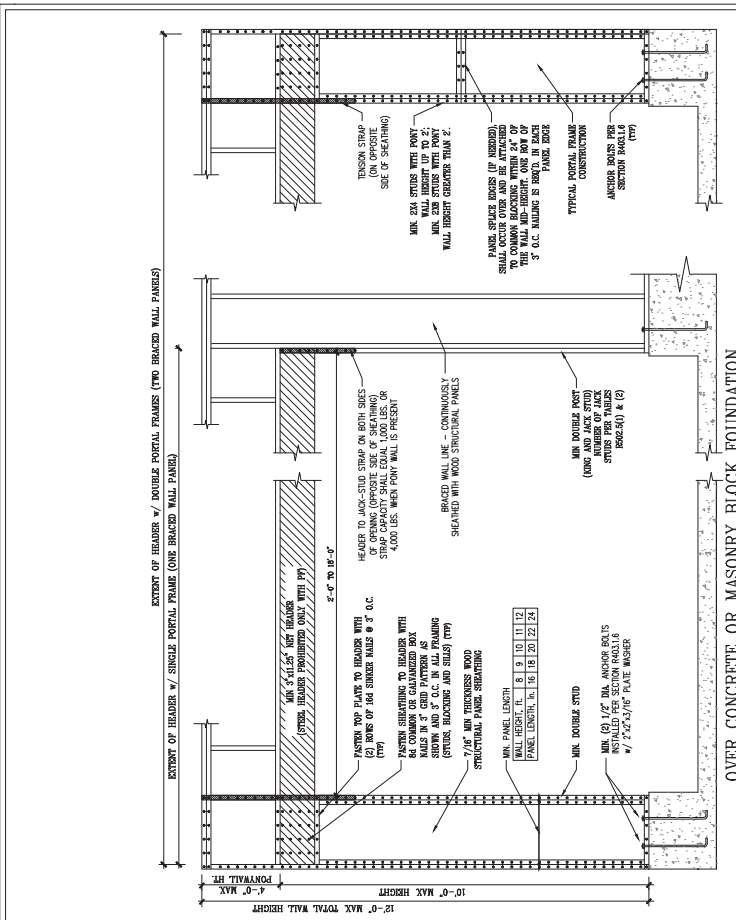 EXTENT OF HEADER w/ DOUBLE PORTAL FRAMES (TWO BRACED WALL PANELS)
EXTENT OF HEADER w/ SINGLE PORTAL FRAME (ONE BRACED WALL PANEL)
MIN 3"x11.25" NET HEADER
(STEEL HEADER PROHIBITED ONLY WITH PF)
2'-0" TO 18'-0"
12'-0" MAX. TOTAL WALL HEIGHT
4'-0" MAX.
PONYWALL HT.
10'-0" MAX. HEIGHT
FASTEN TOP PLATE TO HEADER WITH
(2) ROWS OF 16d SINKER NAILS @ 3" O.C.
(TYP)
FASTEN SHEATHING TO HEADER WITH
8d COMMON OR GALVANIZED BOX
NAILS IN 3" GRID PATTERN AS
SHOWN AND 3" O.C. IN ALL FRAMING
(STUDS, BLOCKING AND SILLS) (TYP)
7/16" MIN THICKNESS WOOD
STRUCTURAL PANEL SHEATHING
MIN. PANEL LENGTH
WALL HEIGHT, ft. 8 9 10 11 12
PANEL LENGTH, in. 16 18 20 22 24
MIN. DOUBLE STUD
MIN. (2) 1/2" DIA. ANCHOR BOLTS
INSTALLED PER SECTION R403.1.6
w/ 2"x2"x3/16" PLATE WASHER
HEADER TO JACK-STUD STRAP ON BOTH SIDES
OF OPENING (OPPOSITE SIDE OF SHEATHING)
STRAP CAPACITY SHALL EQUAL 1,000 LBS. OR
4,000 LBS. WHEN PONY WALL IS PRESENT
BRACED WALL LINE - CONTINUOUSLY
SHEATHED WITH WOOD STRUCTURAL PANELS
MIN DOUBLE POST
(KING AND JACK STUD)
NUMBER OF JACK
STUDS PER TABLES
R502.5(1) & (2)
TENSION STRAP
(ON OPPOSITE
SIDE OF SHEATHING)
MIN. 2X4 STUDS WITH PONY
WALL HEIGHT UP TO 2';
MIN. 2X6 STUDS WITH PONY
WALL HEIGHT GREATER THAN 2'.
PANEL SPLICE EDGES (IF NEEDED),
SHALL OCCUR OVER AND BE ATTACHED
TO COMMON BLOCKING WITHIN 24" OF
THE WALL MID-HEIGHT. ONE ROW OF
3" O.C. NAILING IS REQ'D. IN EACH
PANEL EDGE
TYPICAL PORTAL FRAME
CONSTRUCTION
ANCHOR BOLTS PER
SECTION R403.1.6
(TYP)
OVER CONCRETE OR MASONRY BLOCK FOUNDATION